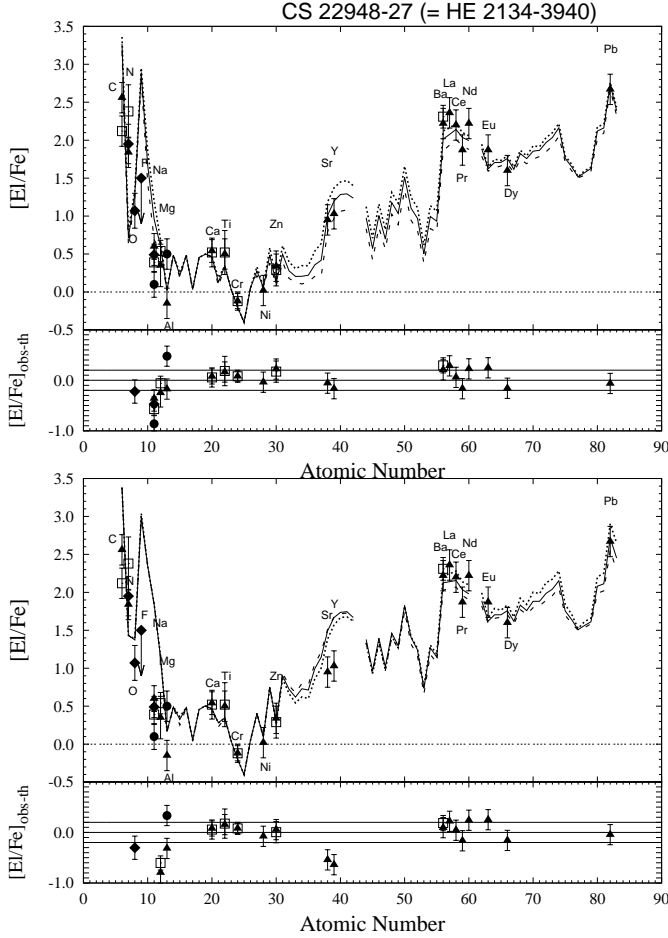 CS 22948-27 (= HE 2134-3940)
3.5
3.0
2.5
2.0
1.5
1.0
0.5
0.0
-0.5
[El/Fe]
C
N
O
F
Na
Mg
Al
Ca
Ti
Cr
Ni
Zn
Sr
Y
Ba
La
Ce
Pr
Nd
Eu
Dy
Pb
[El/Fe]obs-th
0.0
-1.0
0 10 20 30 40 50 60 70 80 90
Atomic Number
3.5
3.0
2.5
2.0
1.5
1.0
0.5
0.0
-0.5
[El/Fe]
C
N
O
F
Na
Mg
Al
Ca
Ti
Cr
Ni
Zn
Sr
Y
Ba
La
Ce
Pr
Nd
Eu
Dy
Pb
[El/Fe]obs-th
0.0
-1.0
0 10 20 30 40 50 60 70 80 90
Atomic Number